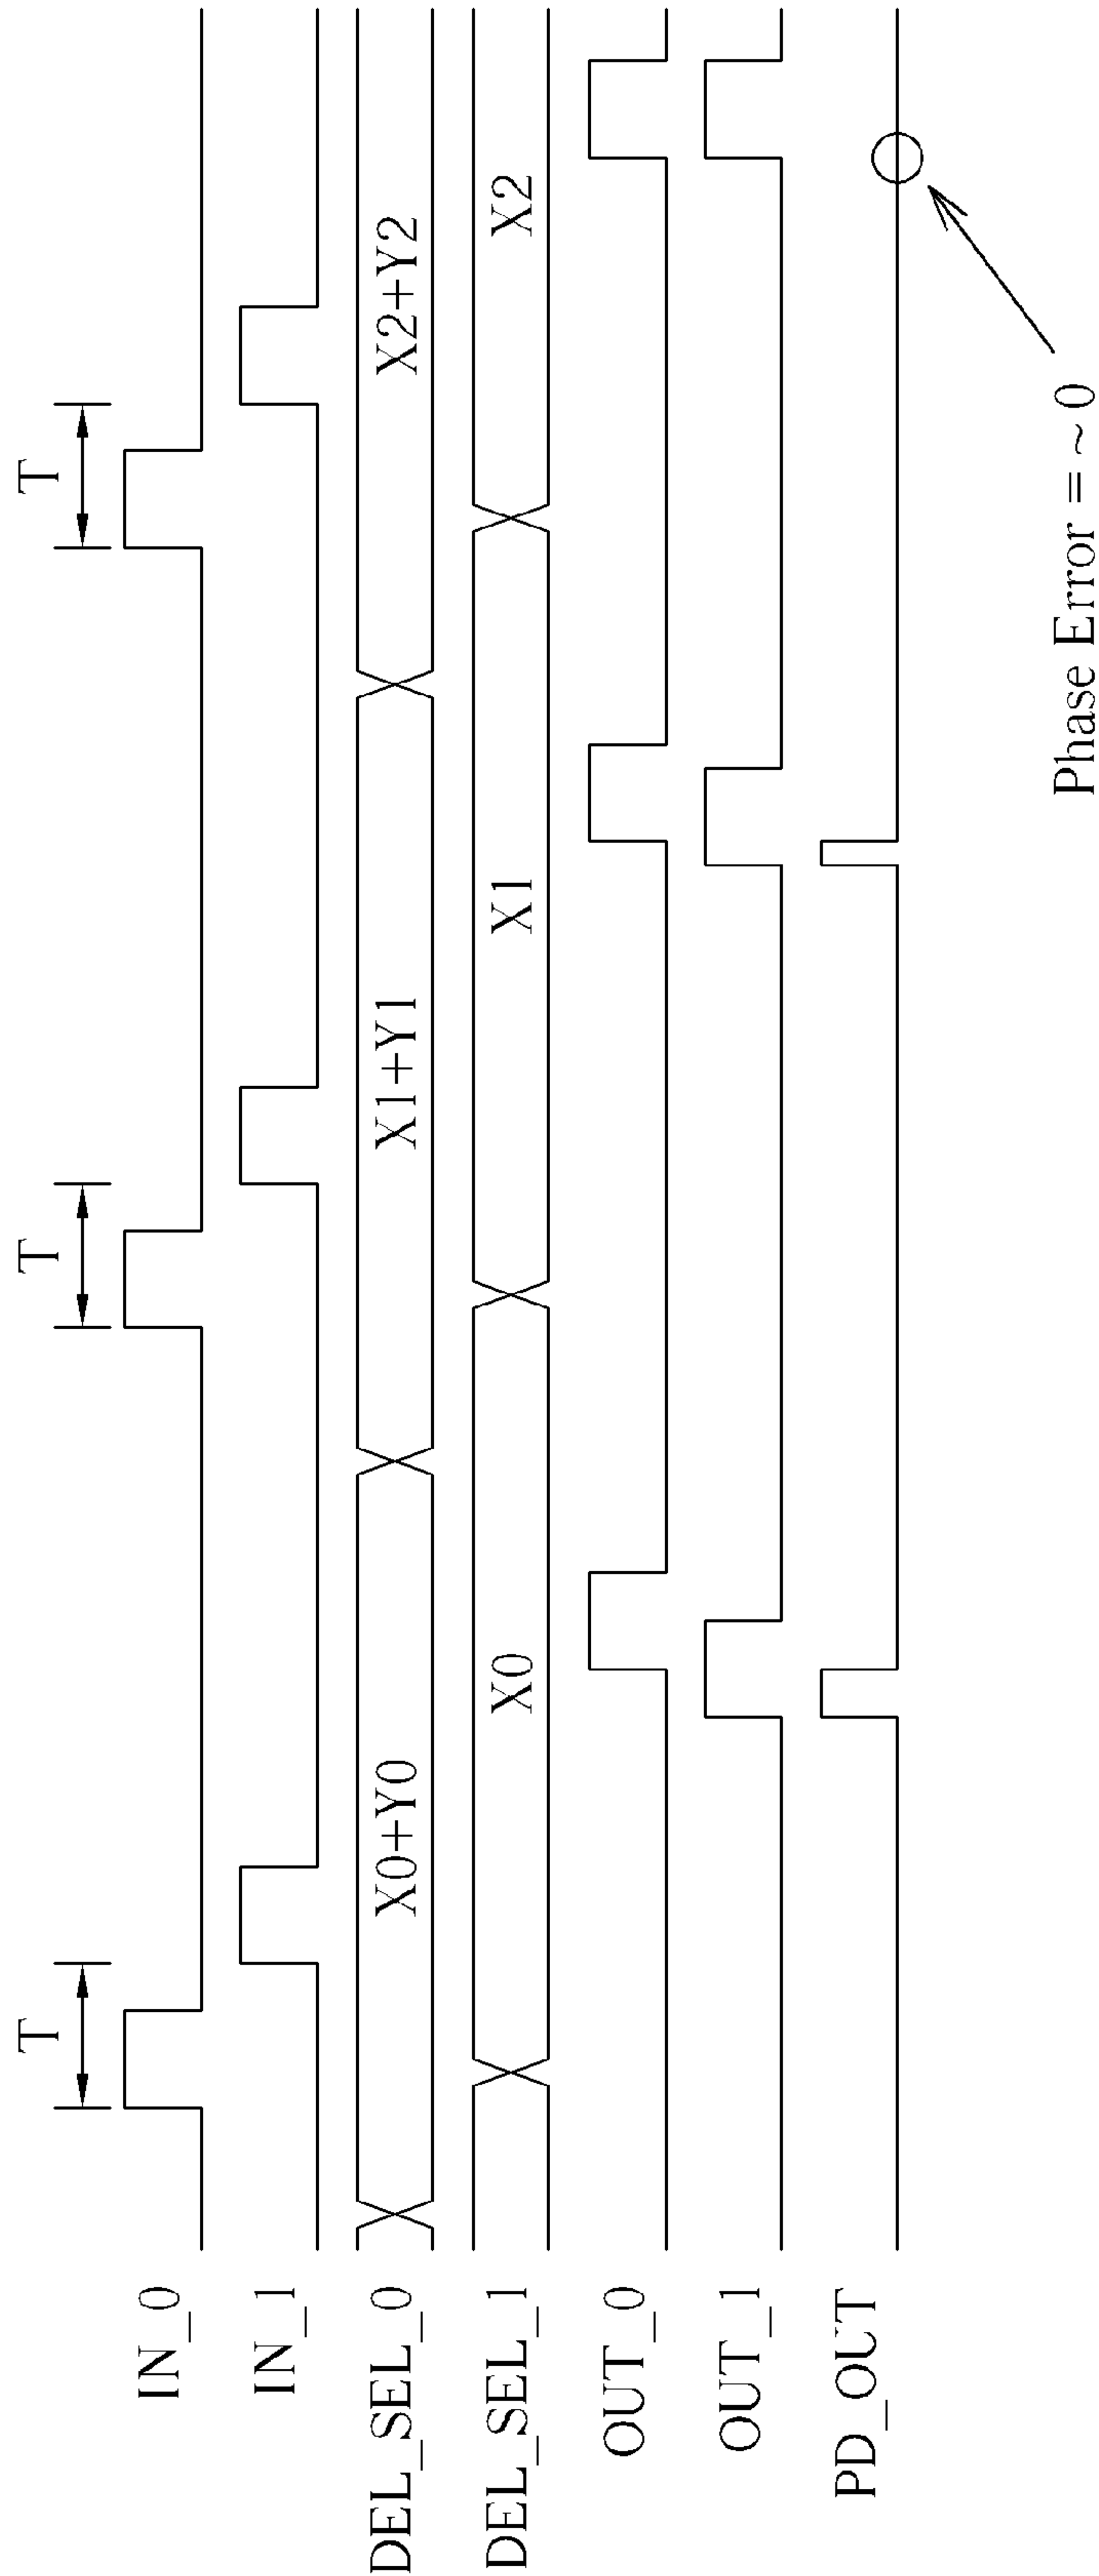 T T T
IN_0
IN_1
DEL_SEL_0 X0+Y0 X1+Y1 X2+Y2
DEL_SEL_1 X0 X1 X2
OUT_0
OUT_1
PD_OUT
Phase Error = ~ 0